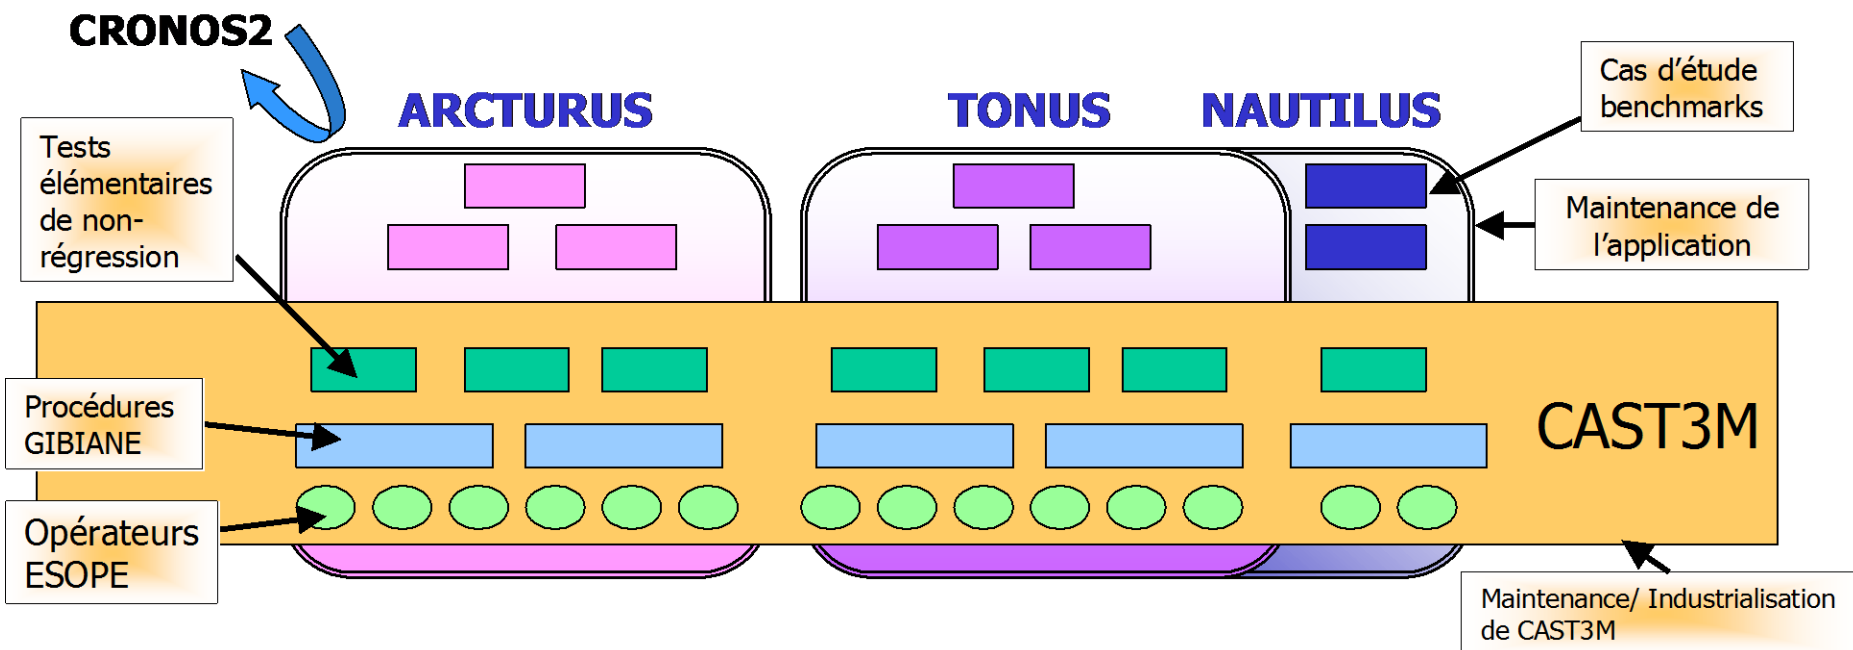 CRONOS2
ARCTURUS
TONUS
NAUTILUS
Cas d’étude
benchmarks
Tests
élémentaires
de non-
régression
Maintenance de
l’application
Procédures
GIBIANE
CAST3M
Opérateurs
ESOPE
Maintenance/ Industrialisation
de CAST3M